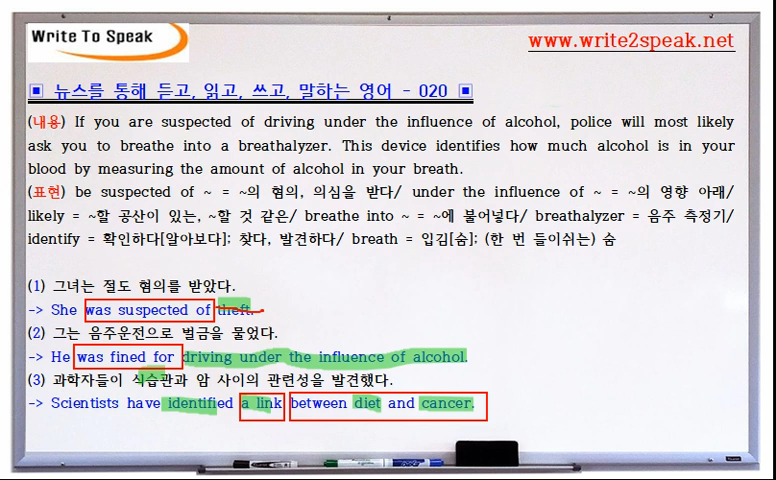 Write To Speak
www.write2speak.net
▣ 뉴스를 통해 듣고, 읽고, 쓰고, 말하는 영어 - 020 ▣
(내용) If you are suspected of driving under the influence of alcohol, police will most likely
ask you to breathe into a breathalyzer. This device identifies how much alcohol is in your
blood by measuring the amount of alcohol in your breath.
(표현) be suspected of ~ = ~의 혐의, 의심을 받다/ under the influence of ~ = ~의 영향 아래/
likely = ~할 공산이 있는, ~할 것 같은/ breathe into ~ = ~에 불어넣다/ breathalyzer = 음주 측정기/
identify = 확인하다[알아보다]; 찾다, 발견하다/ breath = 입김[숨]; (한 번 들이쉬는) 숨
(1) 그녀는 절도 혐의를 받았다.
-> She was suspected of theft.
(2) 그는 음주운전으로 벌금을 물었다.
-> He was fined for driving under the influence of alcohol.
(3) 과학자들이 식습관과 암 사이의 관련성을 발견했다.
-> Scientists have identified a link between diet and cancer.